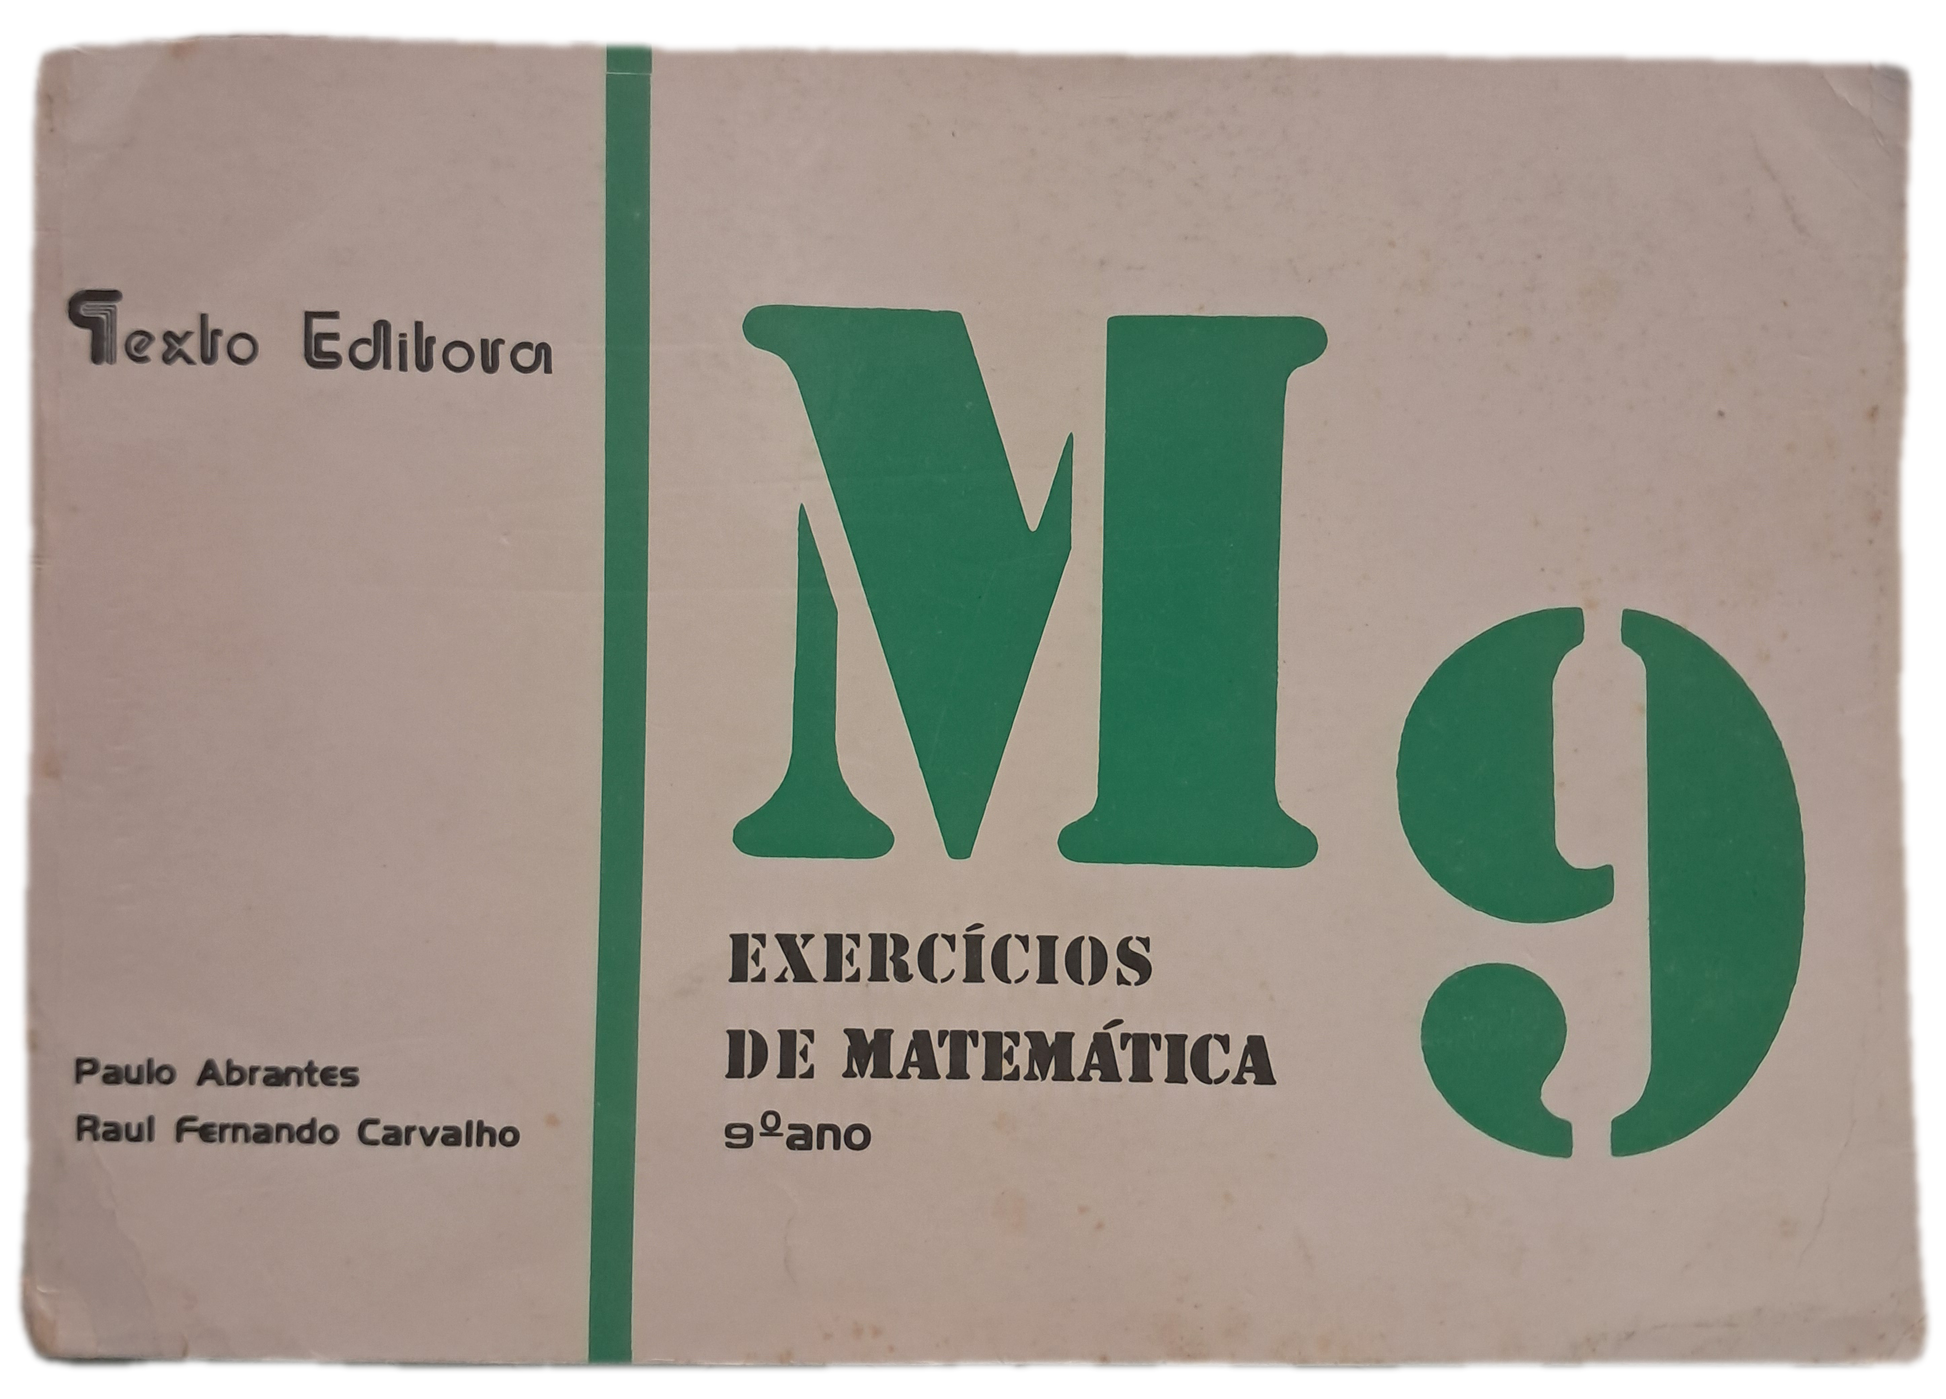 Texto Editora
M9
EXERCÍCIOS
DE MATEMÁTICA
9º ano
Paulo Abrantes
Raul Fernando Carvalho